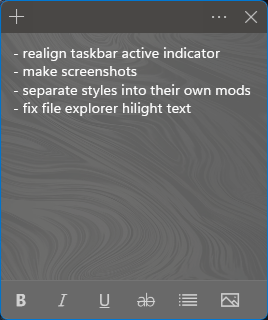 - realign taskbar active indicator
- make screenshots
- separate styles into their own mods
- fix file explorer hilight text
B I U ab